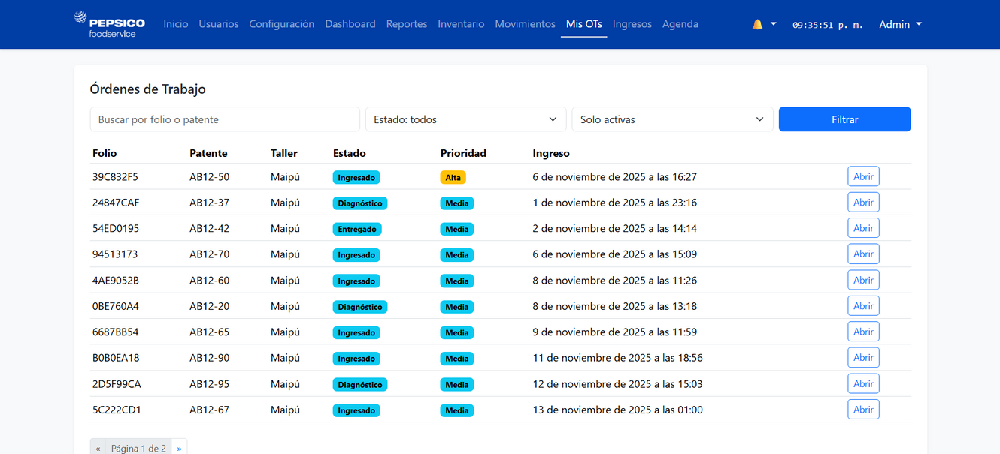 PEPSICO
foodservice
Inicio Usuarios Configuración Dashboard Reportes Inventario Movimientos Mis OTs Ingresos Agenda 09:35:51 p. m. Admin
Órdenes de Trabajo
Buscar por folio o patente Estado: todos Solo activas Filtrar
Folio Patente Taller Estado Prioridad Ingreso
39C832F5 AB12-50 Maipú Ingresado Alta 6 de noviembre de 2025 a las 16:27 Abrir
24847CAF AB12-37 Maipú Diagnóstico Media 1 de noviembre de 2025 a las 23:16 Abrir
54ED0195 AB12-42 Maipú Entregado Media 2 de noviembre de 2025 a las 14:14 Abrir
94513173 AB12-70 Maipú Ingresado Media 6 de noviembre de 2025 a las 15:09 Abrir
4AE9052B AB12-60 Maipú Ingresado Media 8 de noviembre de 2025 a las 11:26 Abrir
0BE760A4 AB12-20 Maipú Diagnóstico Media 8 de noviembre de 2025 a las 13:18 Abrir
6687BB54 AB12-65 Maipú Ingresado Media 9 de noviembre de 2025 a las 11:59 Abrir
B0B0EA18 AB12-90 Maipú Ingresado Media 11 de noviembre de 2025 a las 18:56 Abrir
2D5F99CA AB12-95 Maipú Diagnóstico Media 12 de noviembre de 2025 a las 15:03 Abrir
5C222CD1 AB12-67 Maipú Ingresado Media 13 de noviembre de 2025 a las 01:00 Abrir
« Página 1 de 2 »